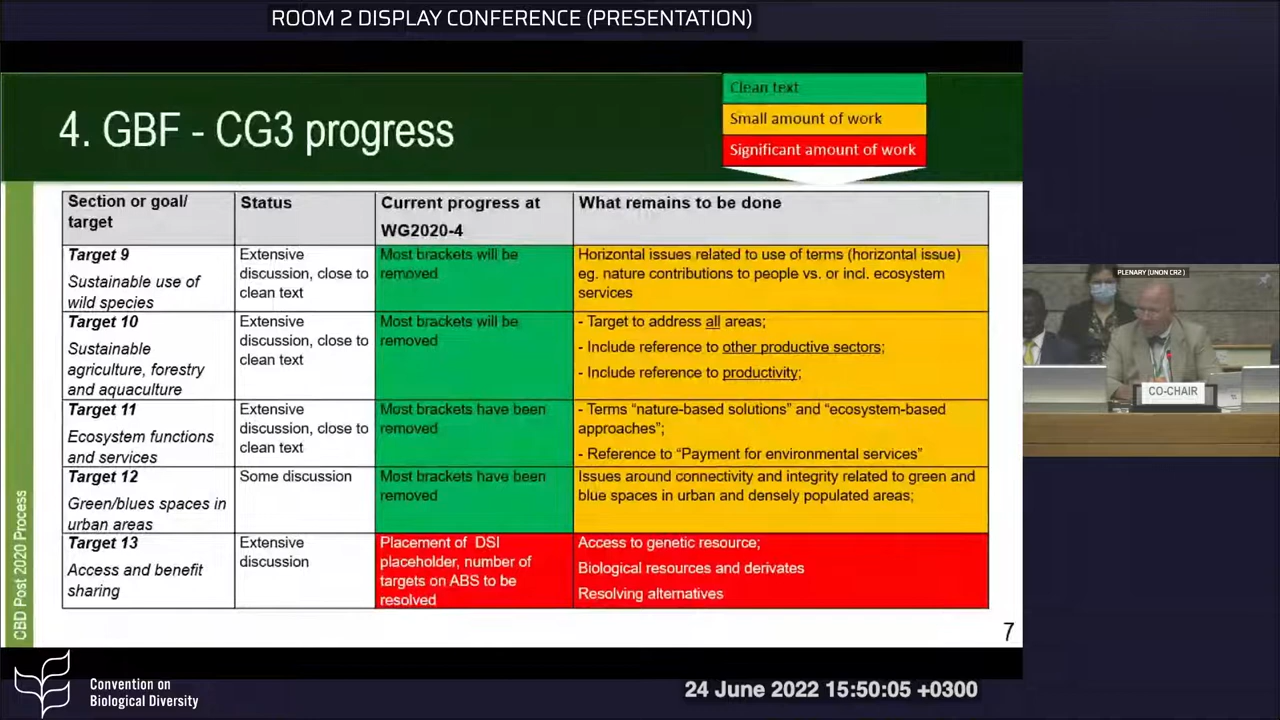 ROOM 2 DISPLAY CONFERENCE (PRESENTATION)
4. GBF - CG3 progress
Clean text
Small amount of work
Significant amount of work
Section or goal/
target
Status
Current progress at
WG2020-4
What remains to be done
Target 9
Sustainable use of
wild species
Extensive
discussion, close to
clean text
Most brackets will be
removed
Horizontal issues related to use of terms (horizontal issue)
eg. nature contributions to people vs. or incl. ecosystem
services
Target 10
Sustainable
agriculture, forestry
and aquaculture
Extensive
discussion, close to
clean text
Most brackets will be
removed
- Target to address all areas;
- Include reference to other productive sectors;
- Include reference to productivity;
Target 11
Ecosystem functions
and services
Extensive
discussion, close to
clean text
Most brackets have been
removed
- Terms “nature-based solutions” and “ecosystem-based
approaches”;
- Reference to “Payment for environmental services”
Target 12
Green/blues spaces in
urban areas
Some discussion
Most brackets have been
removed
Issues around connectivity and integrity related to green and
blue spaces in urban and densely populated areas;
Target 13
Access and benefit
sharing
Extensive
discussion
Placement of DSI
placeholder, number of
targets on ABS to be
resolved
Access to genetic resource;
Biological resources and derivates
Resolving alternatives
CBD Post 2020 Process
7
PLENARY (UNON CR2)
CO-CHAIR
Convention on
Biological Diversity
24 June 2022 15:50:05 +0300